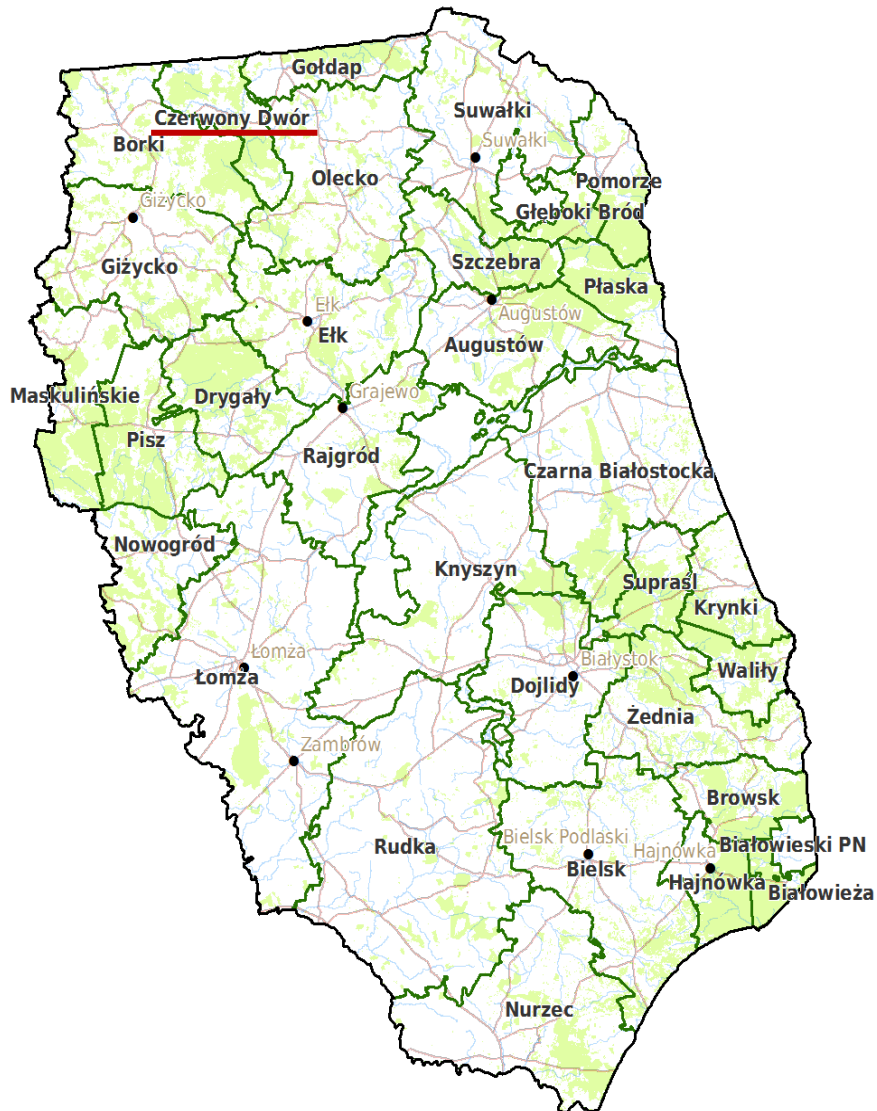 Gołdap
Suwałki
Czerwony Dwór
Borki
Suwałki
Olecko
Pomorze
Giżycko
Głęboki Bród
Giżycko
Szczebra
Płaska
Ełk
Augustów
Ełk
Augustów
Maskulińskie
Drygały
Grajewo
Pisz
Rajgród
Czarna Białostocka
Nowogród
Knyszyn
Supraśl
Krynki
Łomża
Białystok
Łomża
Dojlidy
Waliły
Żednia
Zambrów
Browsk
Rudka
Bielsk Podlaski
Hajnówka
Białowieski PN
Bielsk
Hajnówka
Białowieża
Nurzec